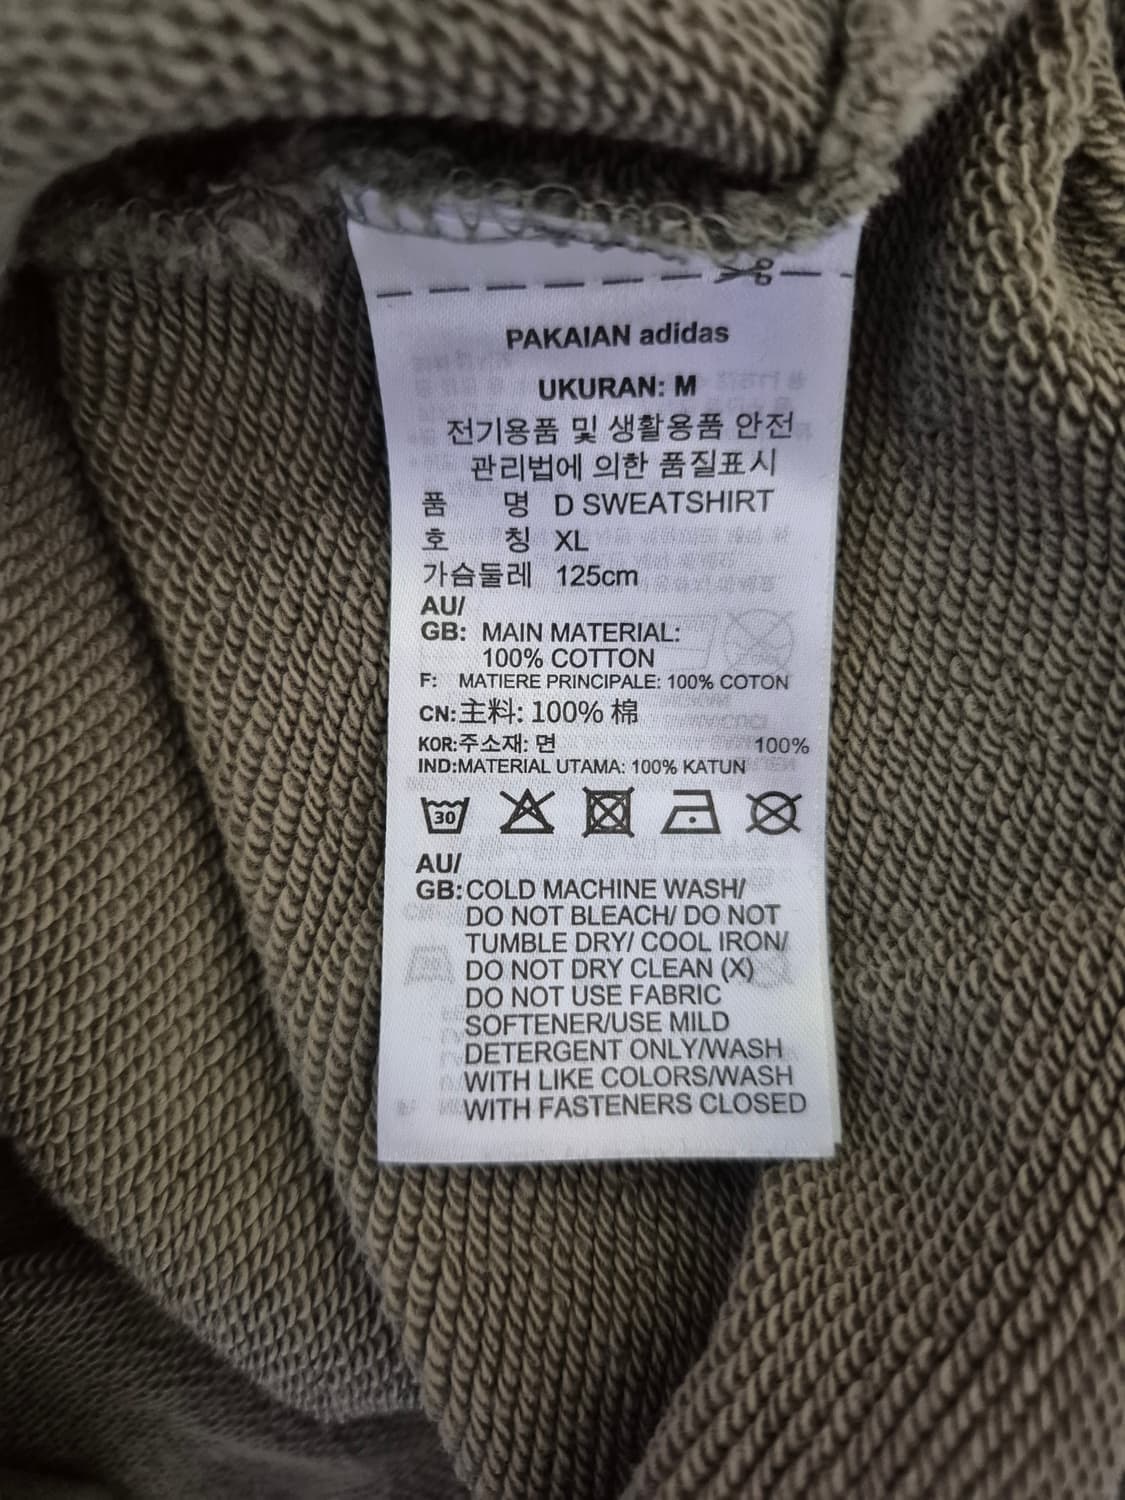 PAKAIAN adidas
UKURAN: M
전기용품 및 생활용품 안전
관리법에 의한 품질표시
품 명 D SWEATSHIRT
호 칭 XL
가슴둘레 125cm
AU/
GB: MAIN MATERIAL:
100% COTTON
F: MATIERE PRINCIPALE: 100% COTON
CN:主料: 100% 棉
KOR:주소재: 면 100%
IND:MATERIAL UTAMA: 100% KATUN
30
AU/
GB:COLD MACHINE WASH/
DO NOT BLEACH/ DO NOT
TUMBLE DRY/ COOL IRON/
DO NOT DRY CLEAN (X)
DO NOT USE FABRIC
SOFTENER/USE MILD
DETERGENT ONLY/WASH
WITH LIKE COLORS/WASH
WITH FASTENERS CLOSED